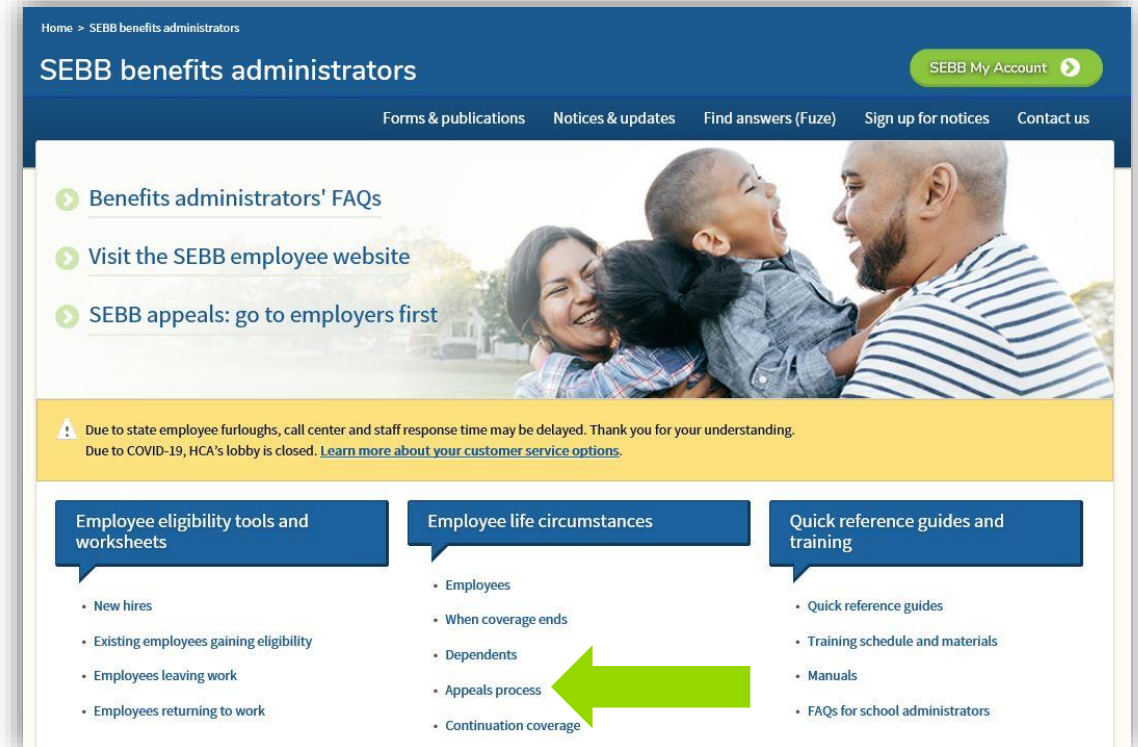 Home > SEBB benefits administrators
SEBB benefits administrators
SEBB My Account
Forms & publications Notices & updates Find answers (Fuze) Sign up for notices Contact us
Benefits administrators' FAQs
Visit the SEBB employee website
SEBB appeals: go to employers first
Due to state employee furloughs, call center and staff response time may be delayed. Thank you for your understanding.
Due to COVID-19, HCA's lobby is closed. Learn more about your customer service options.
Employee eligibility tools and
worksheets
• New hires
• Existing employees gaining eligibility
• Employees leaving work
• Employees returning to work
Employee life circumstances
• Employees
• When coverage ends
• Dependents
• Appeals process
• Continuation coverage
Quick reference guides and
training
• Quick reference guides
• Training schedule and materials
• Manuals
• FAQs for school administrators